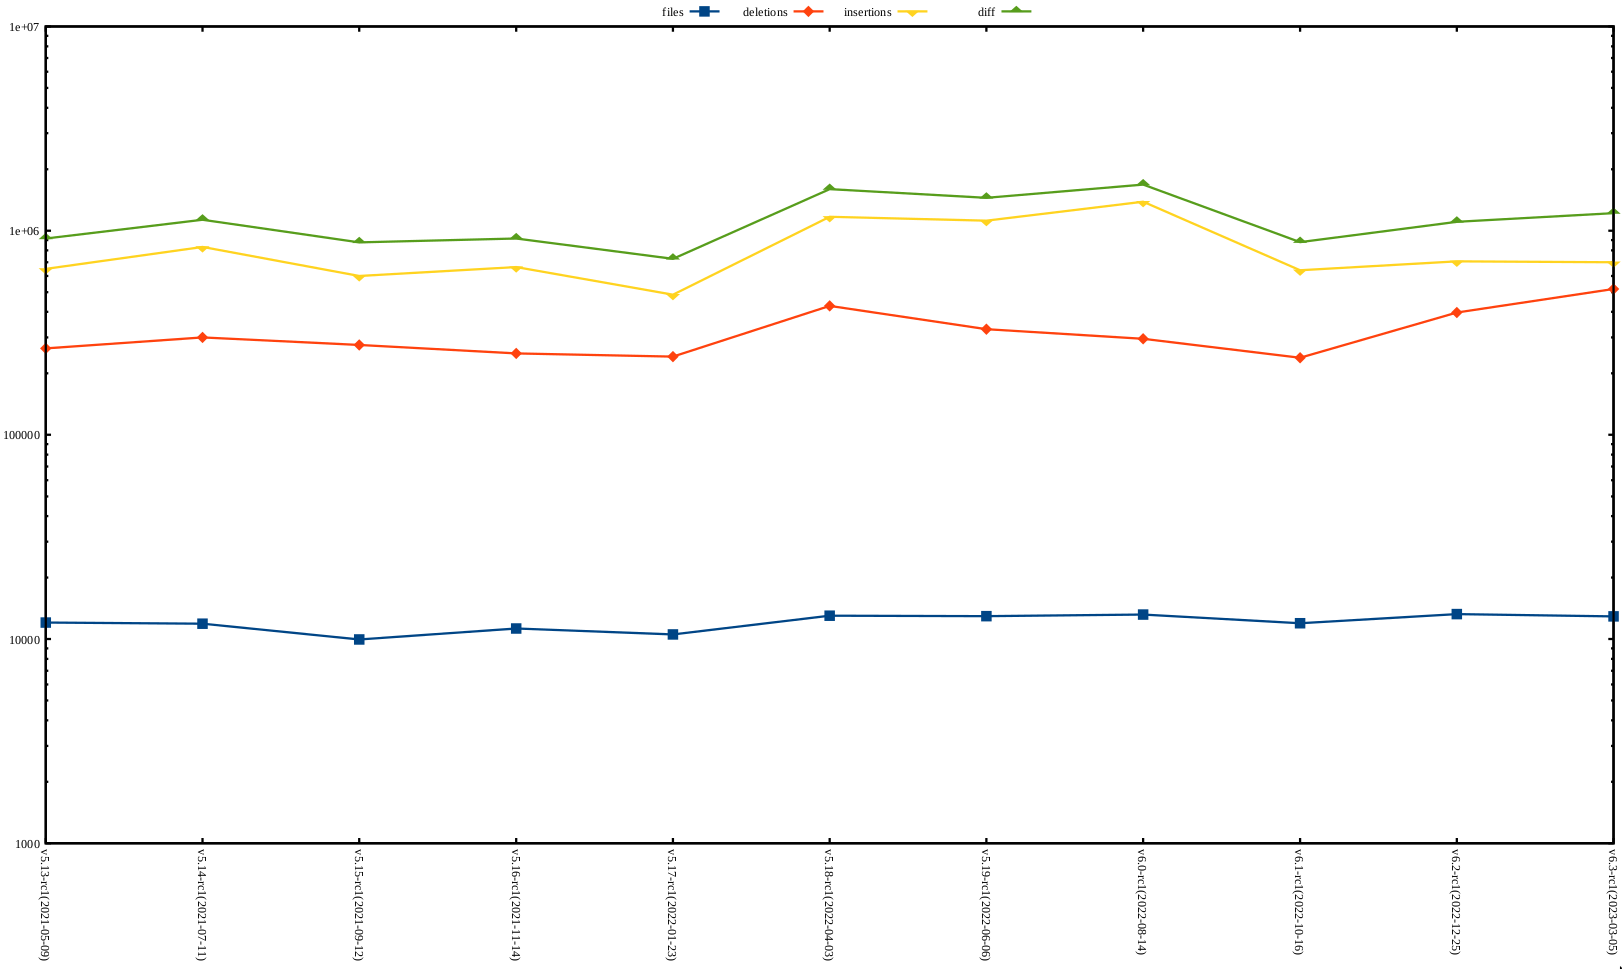 files deletions insertions diff
1e+07
1e+06
100000
10000
1000
v5.13-rc1(2021-05-09)
v5.14-rc1(2021-07-11)
v5.15-rc1(2021-09-12)
v5.16-rc1(2021-11-14)
v5.17-rc1(2022-01-23)
v5.18-rc1(2022-04-03)
v5.19-rc1(2022-06-06)
v6.0-rc1(2022-08-14)
v6.1-rc1(2022-10-16)
v6.2-rc1(2022-12-25)
v6.3-rc1(2023-03-05)